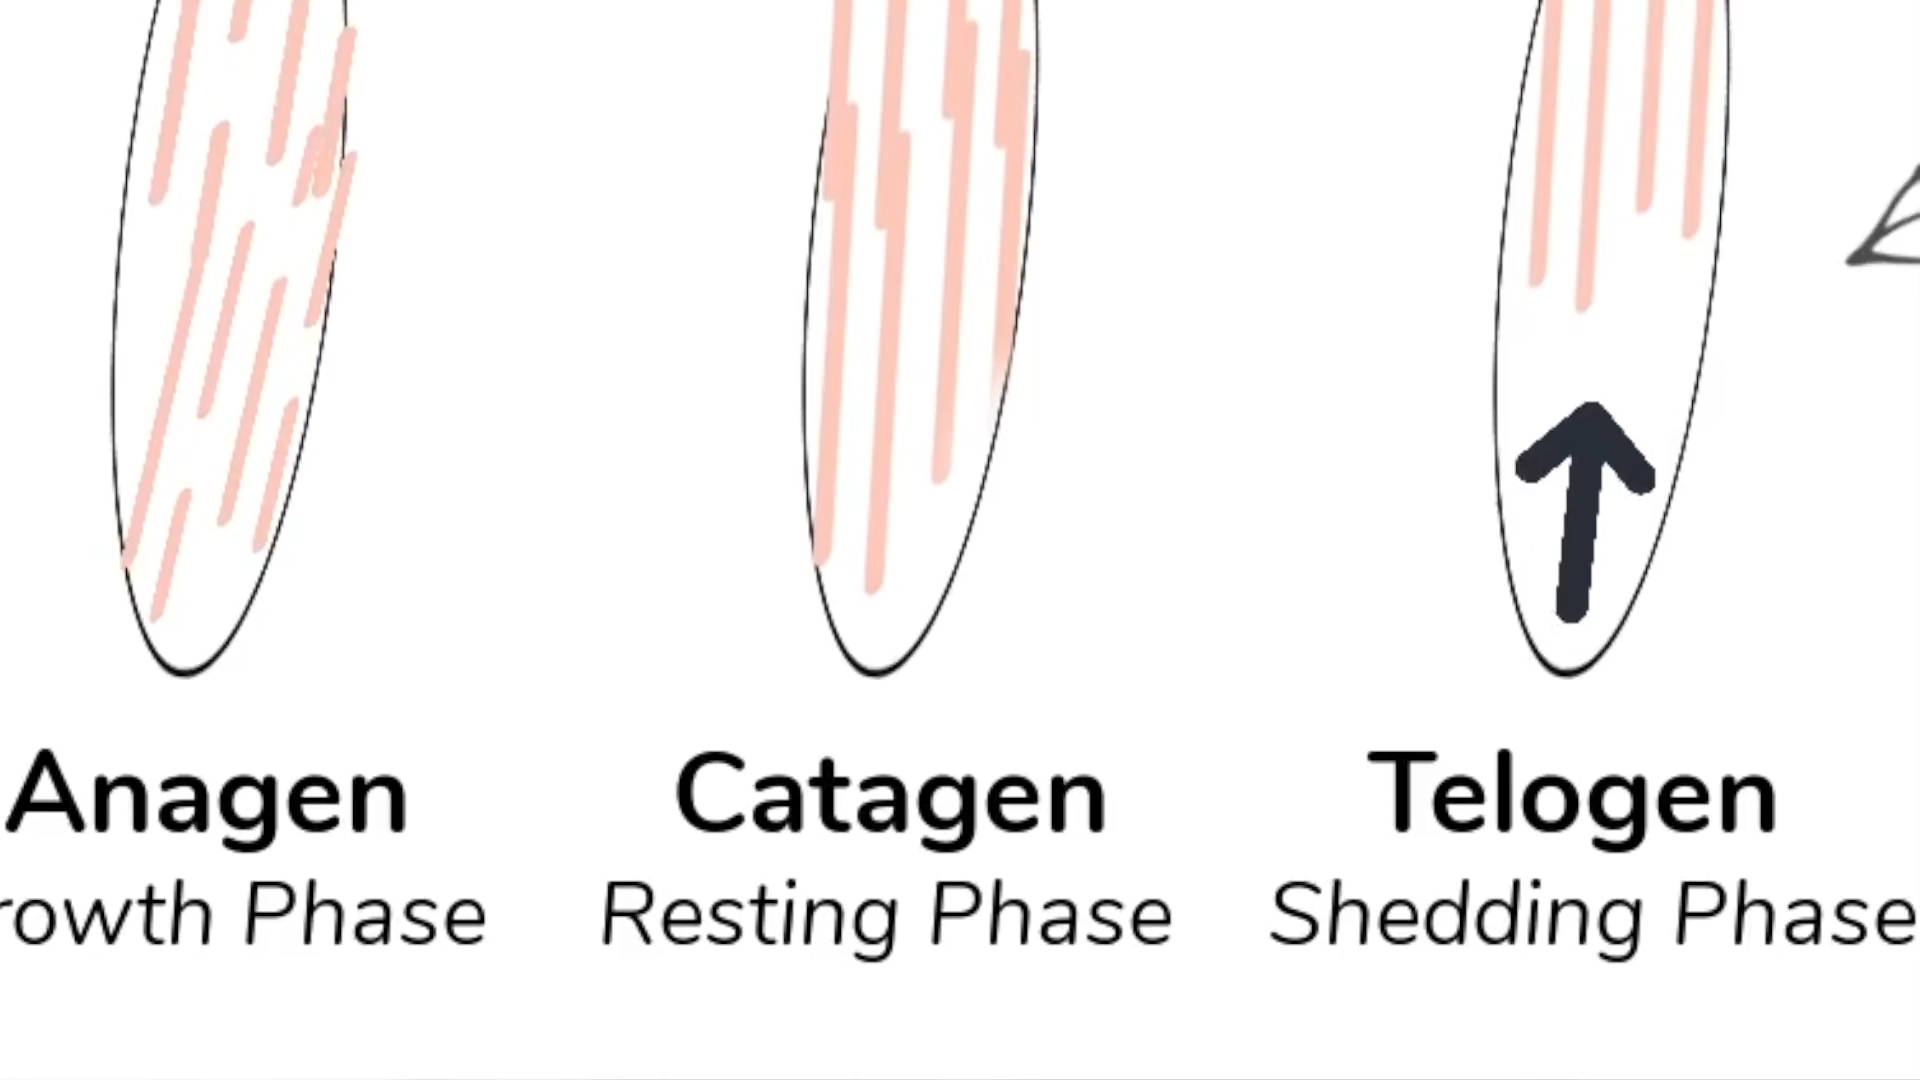 Anagen
rowth Phase
Catagen
Resting Phase
Telogen
Shedding Phase